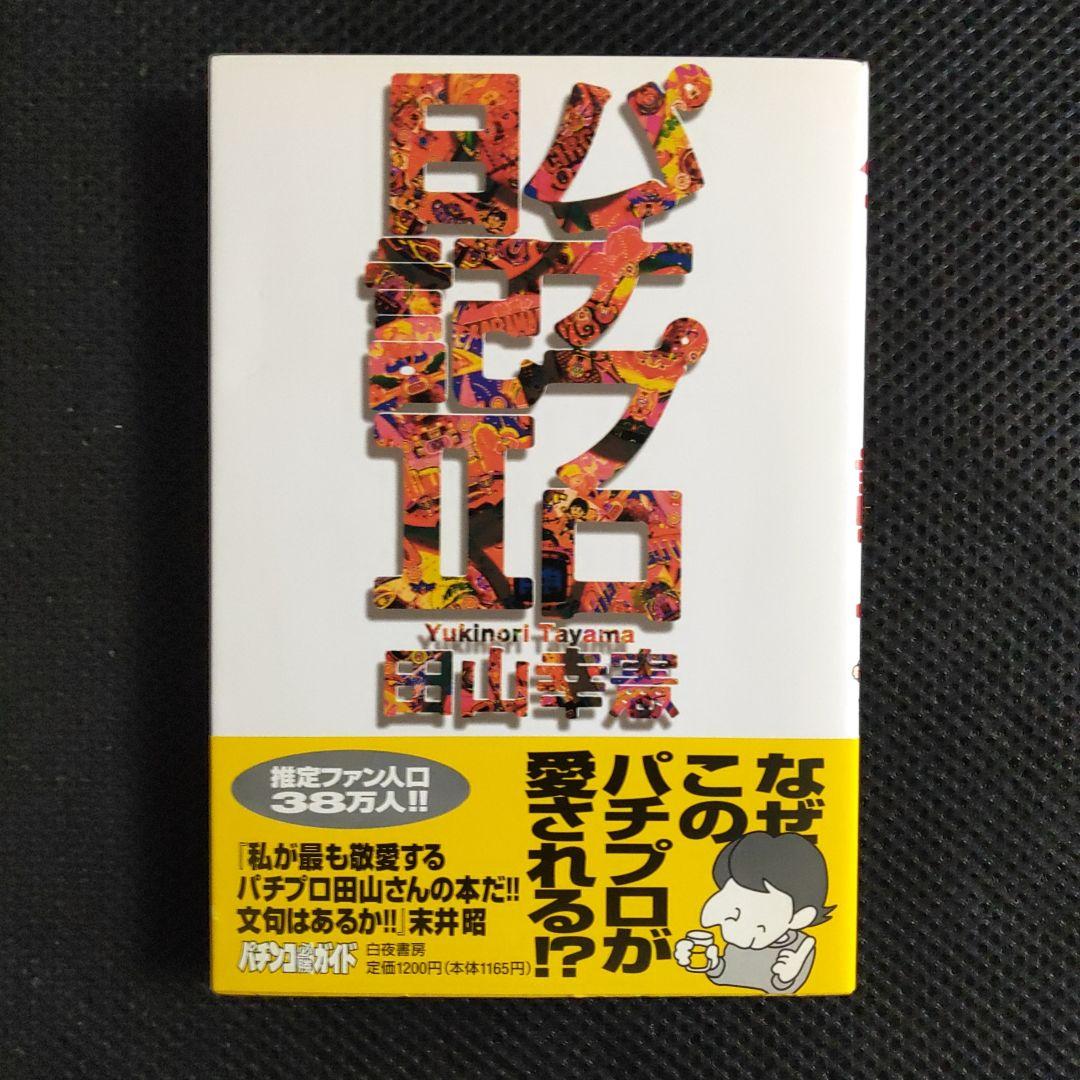 パチプロ
日記II
Yukinori Tayama
田山幸憲
なぜ
この
パチプロが
愛される!?
推定ファン人口
38万人!!
『私が最も敬愛する
パチプロ田山さんの本だ!!
文句はあるか!!』末井昭
パチンコ必勝ガイド
白夜書房
定価1200円(本体1165円)